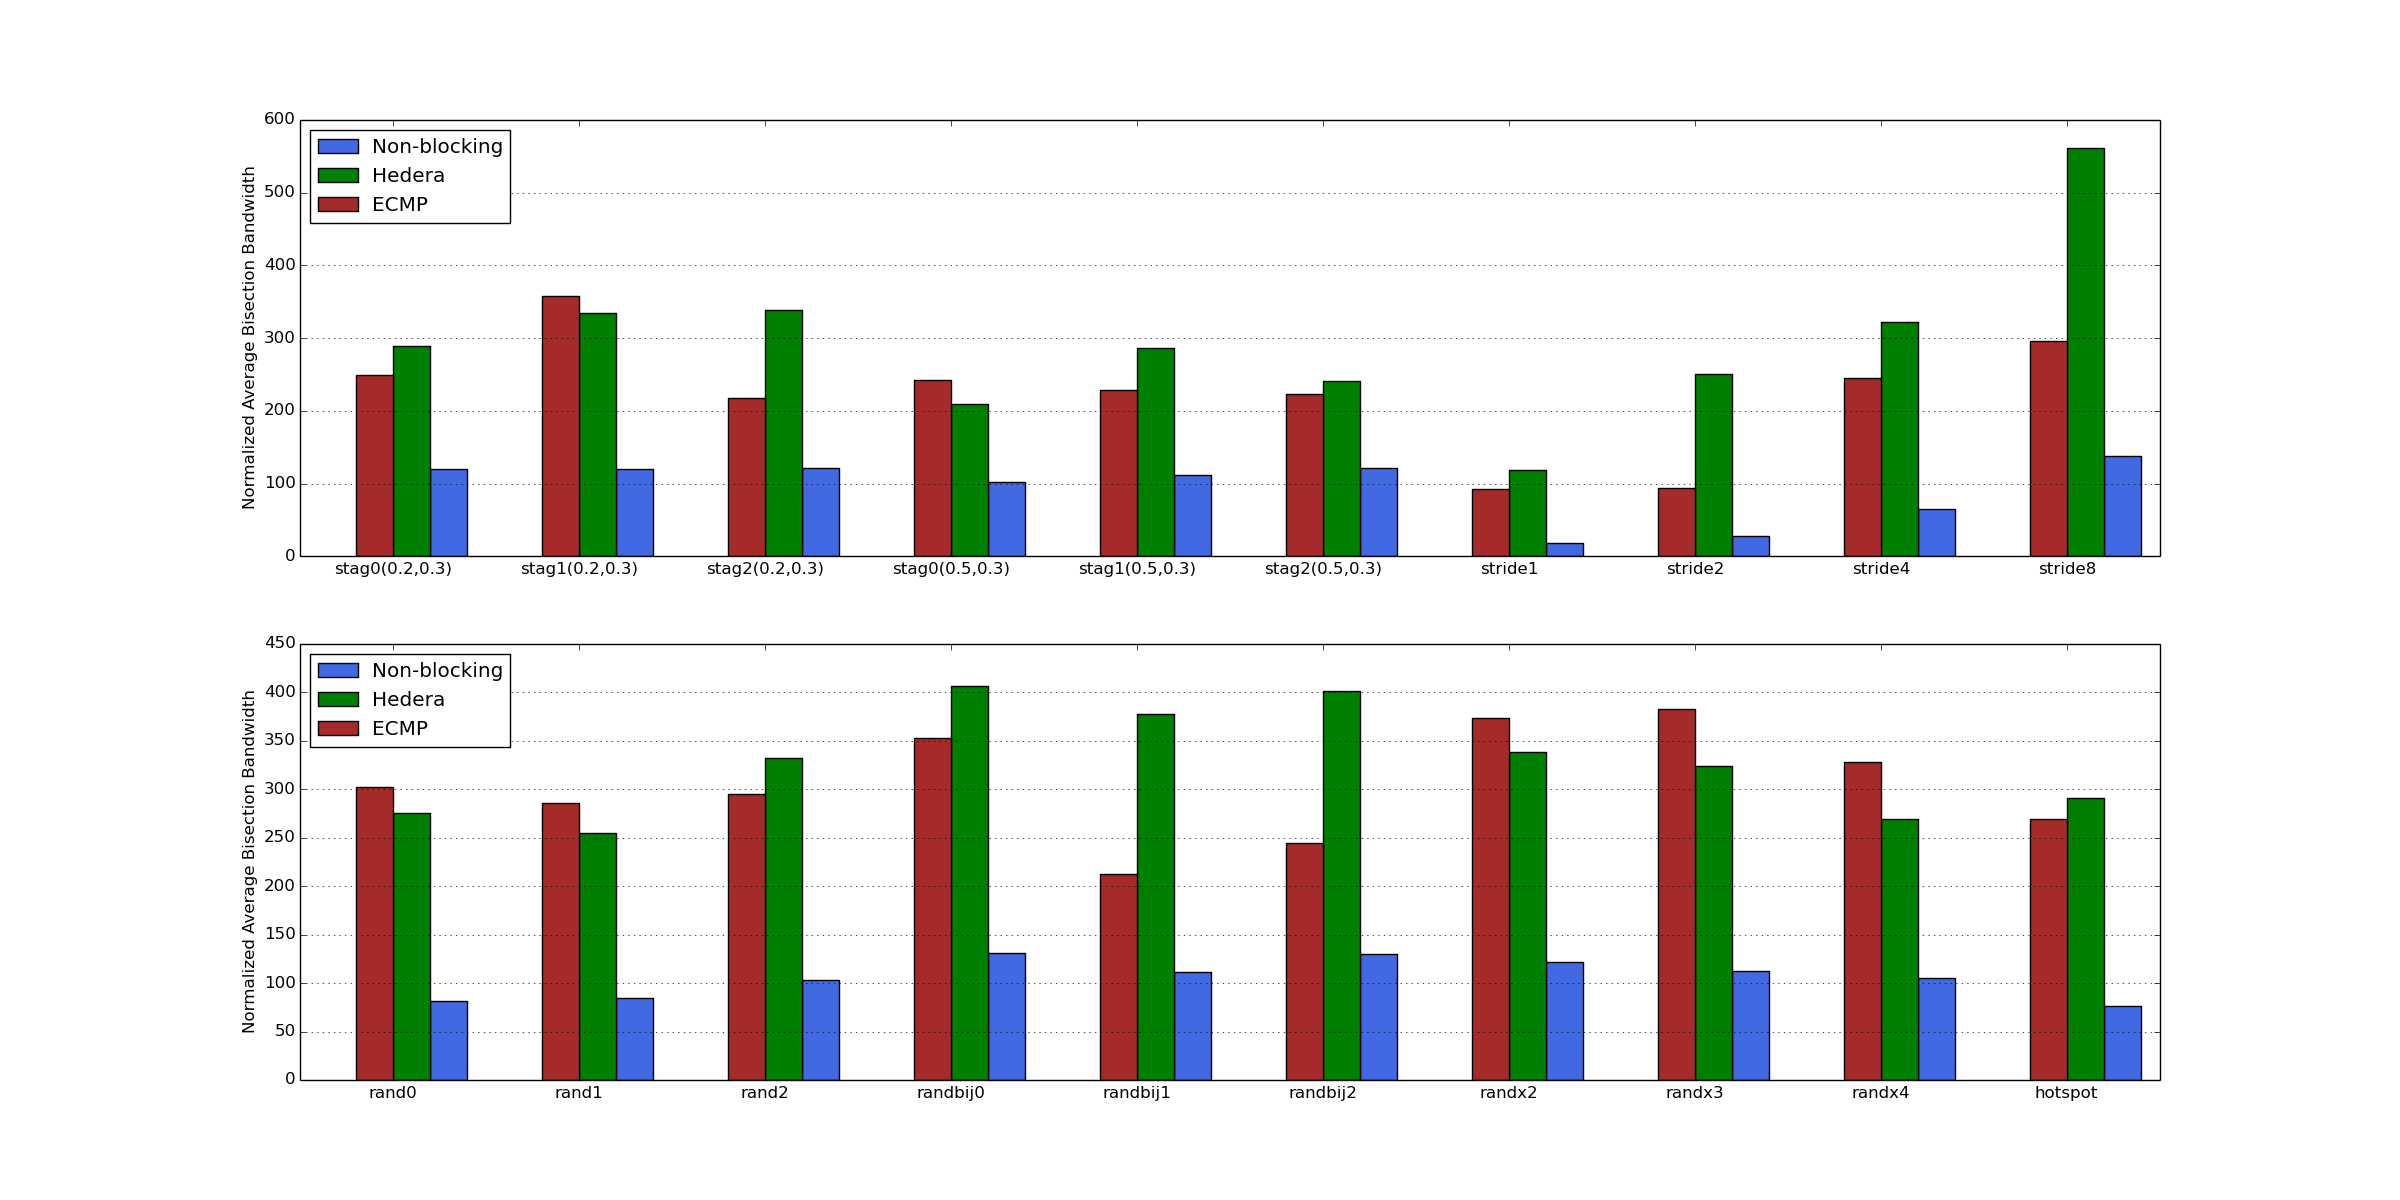 600
500
400
300
200
100
0
Normalized Average Bisection Bandwidth
Non-blocking
Hedera
ECMP
stag0(0.2,0.3) stag1(0.2,0.3) stag2(0.2,0.3) stag0(0.5,0.3) stag1(0.5,0.3) stag2(0.5,0.3) stride1 stride2 stride4 stride8
450
400
350
300
250
200
150
100
50
0
Normalized Average Bisection Bandwidth
Non-blocking
Hedera
ECMP
rand0 rand1 rand2 randbij0 randbij1 randbij2 randx2 randx3 randx4 hotspot